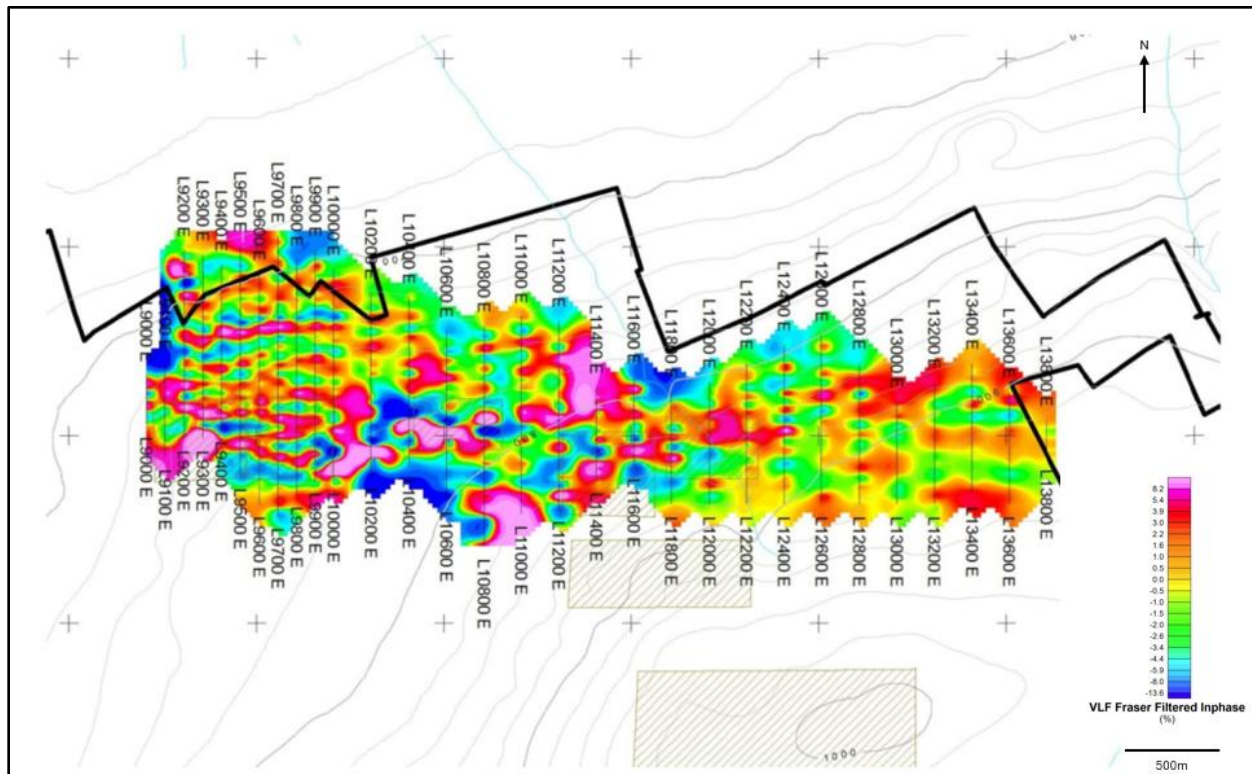 N
L9200 E
L9300 E
L9400 E
L9500 E
L9600 E
L9700 E
L9800 E
L9900 E
L10000 E
L10200 E
L10400 E
L10600 E
L10800 E
L11000 E
L11200 E
L11400 E
L11600 E
L11800 E
L12000 E
L12200 E
L12400 E
L12600 E
L12800 E
L13000 E
L13200 E
L13400 E
L13600 E
L13800 E
L9000 E
L9000 E
L9100 E
L9200 E
L9300 E
L9400 E
L9500 E
L9600 E
L9700 E
L9800 E
L9900 E
L10000 E
L10200 E
L10400 E
L10600 E
L10800 E
L11000 E
L11200 E
L11400 E
L11600 E
L11800 E
L12000 E
L12200 E
L12400 E
L12600 E
L12800 E
L13000 E
L13200 E
L13400 E
L13600 E
L13800 E
1000
8.2
5.4
3.9
3.0
2.2
1.6
1.0
0.5
0.0
-0.5
-1.0
-1.5
-2.0
-2.6
-3.4
-4.4
-5.9
-8.0
-13.6
VLF Fraser Filtered Inphase
(%)
500m